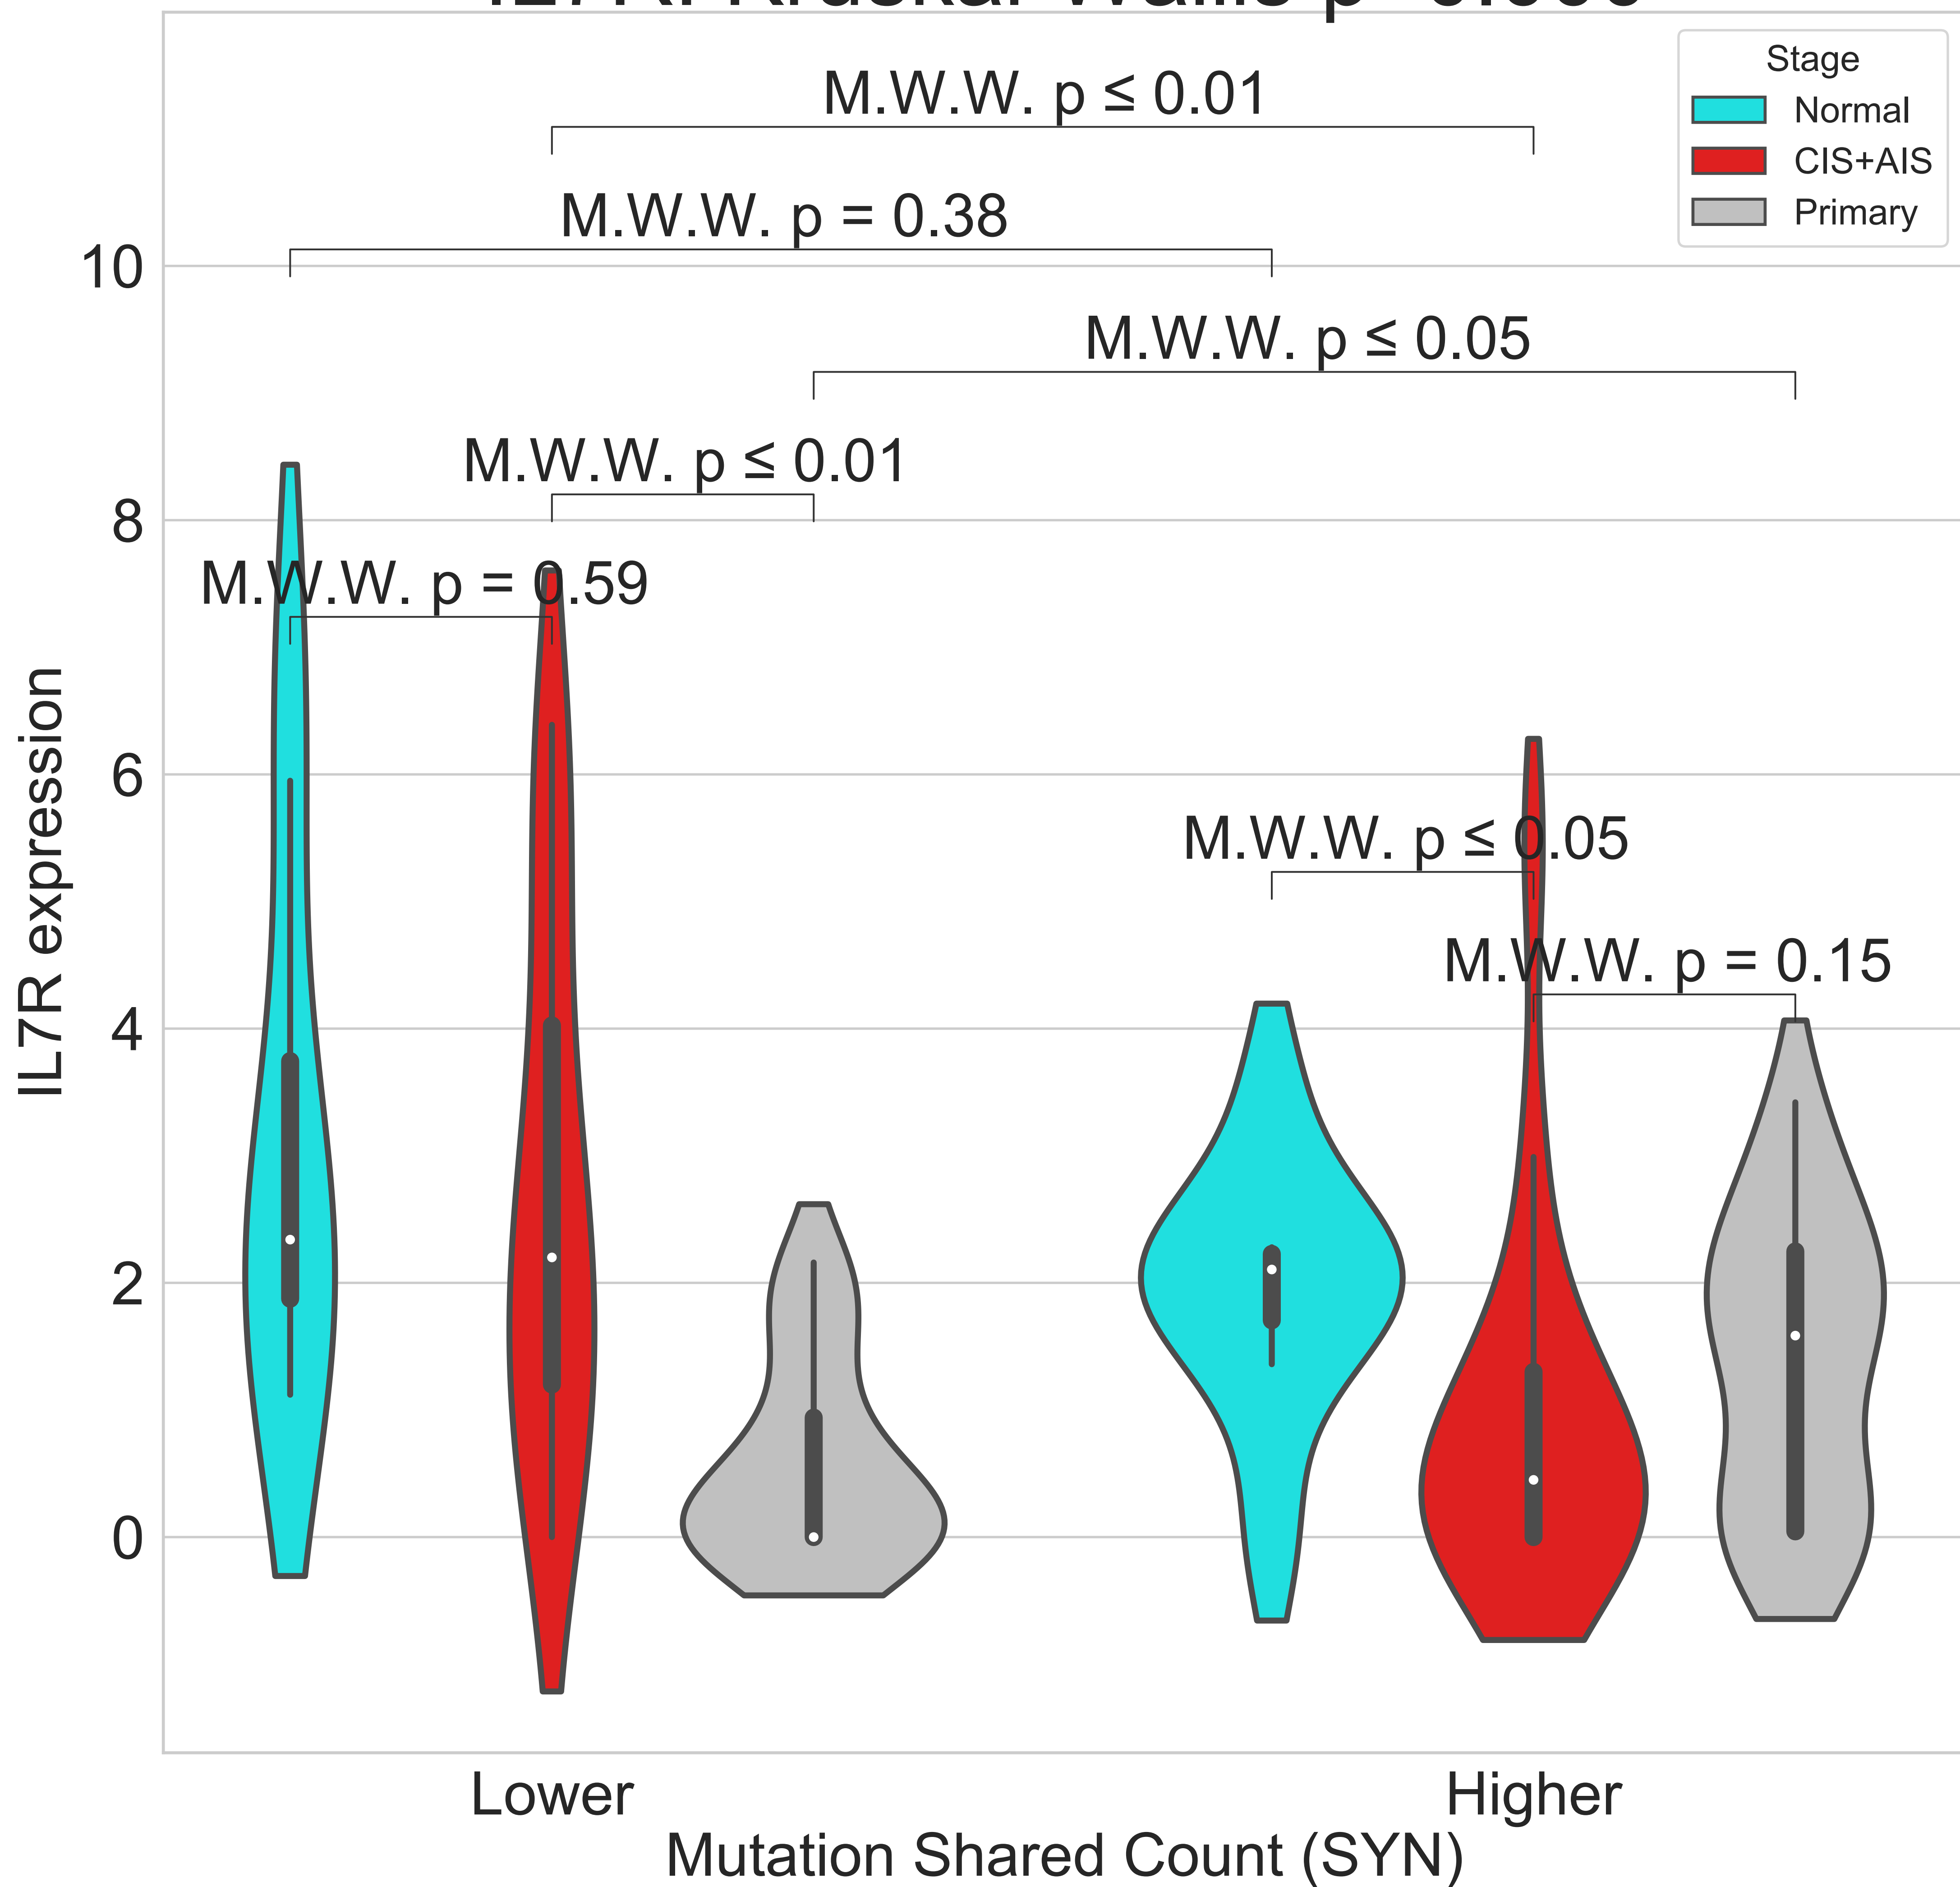 Stage
Normal
CIS+AIS
Primary
M.W.W. p ≤ 0.01
M.W.W. p = 0.38
M.W.W. p ≤ 0.05
M.W.W. p ≤ 0.01
M.W.W. p = 0.59
M.W.W. p ≤ 0.05
M.W.W. p = 0.15
10
8
6
4
2
0
IL7R expression
Lower
Higher
Mutation Shared Count (SYN)